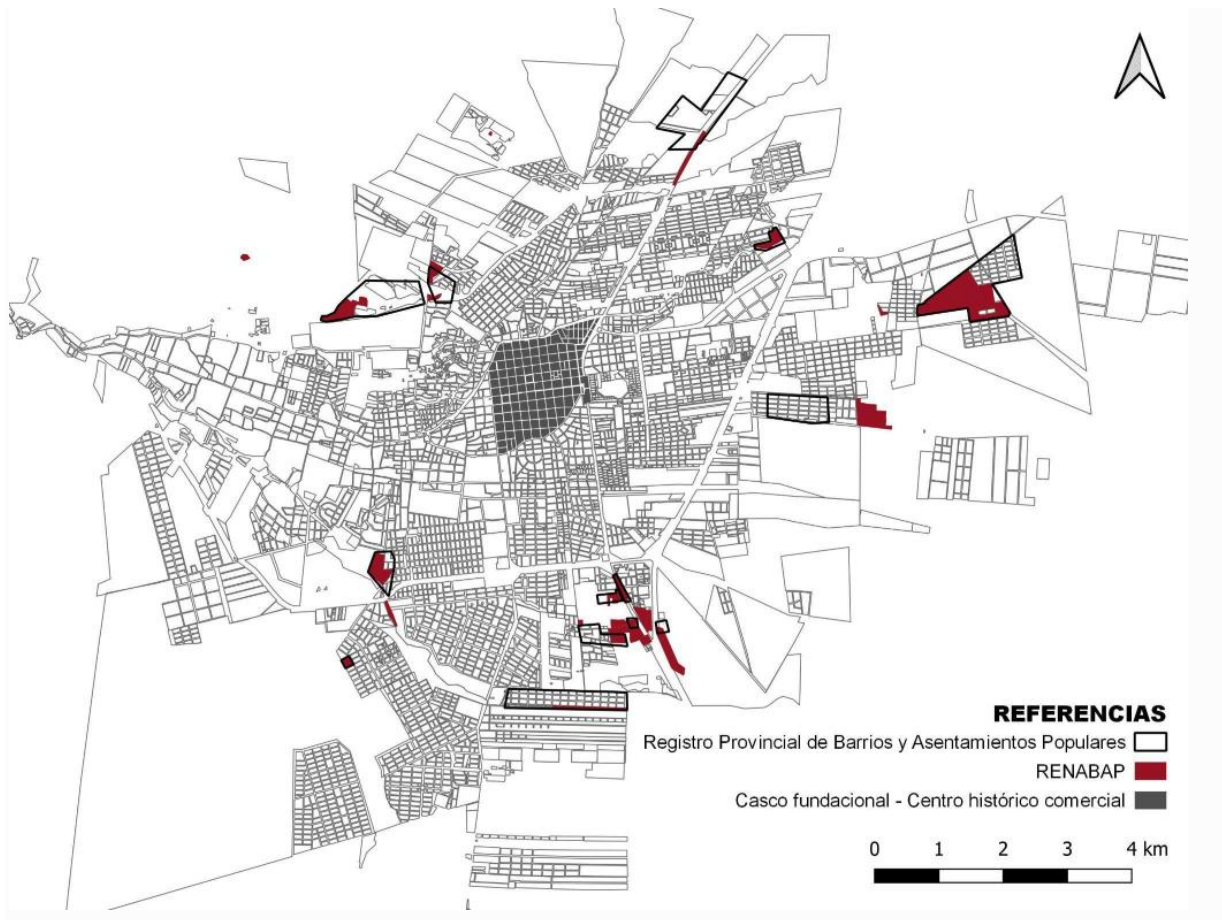 REFERENCIAS
Registro Provincial de Barrios y Asentamientos Populares
RENABAP
Casco fundacional - Centro histórico comercial
0 1 2 3 4 km